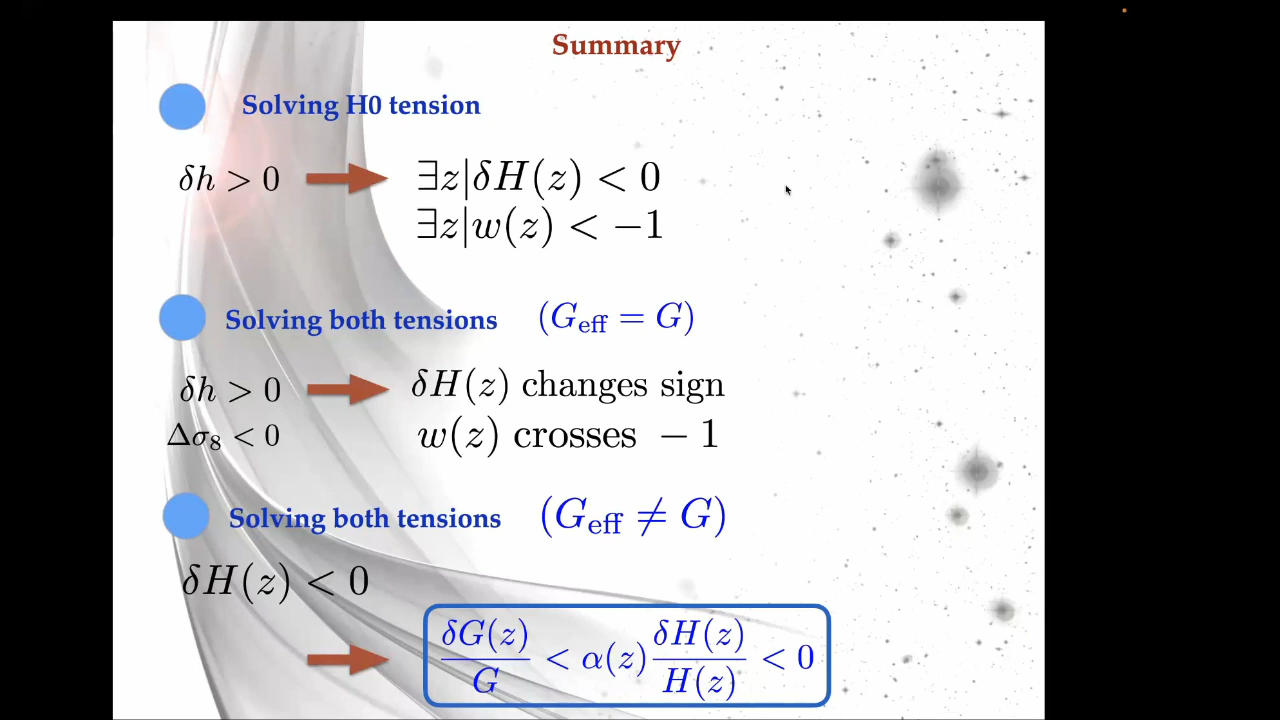 Summary
Solving H0 tension
δh > 0
∃z|δH(z) < 0
∃z|w(z) < −1
Solving both tensions (G_eff = G)
δh > 0
δH(z) changes sign
Δσ₈ < 0
w(z) crosses −1
Solving both tensions (G_eff ≠ G)
δH(z) < 0
δG(z)/G < α(z) δH(z)/H(z) < 0